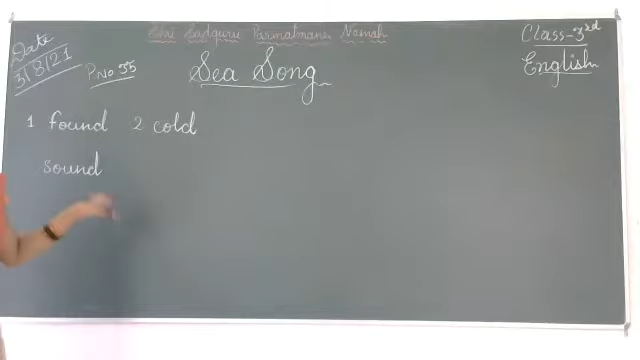 Shri Sadguru Parmatmane Namah
Class-3rd
Date
3/8/21
P.No 35
Sea Song
English
1 found 2 cold
sound